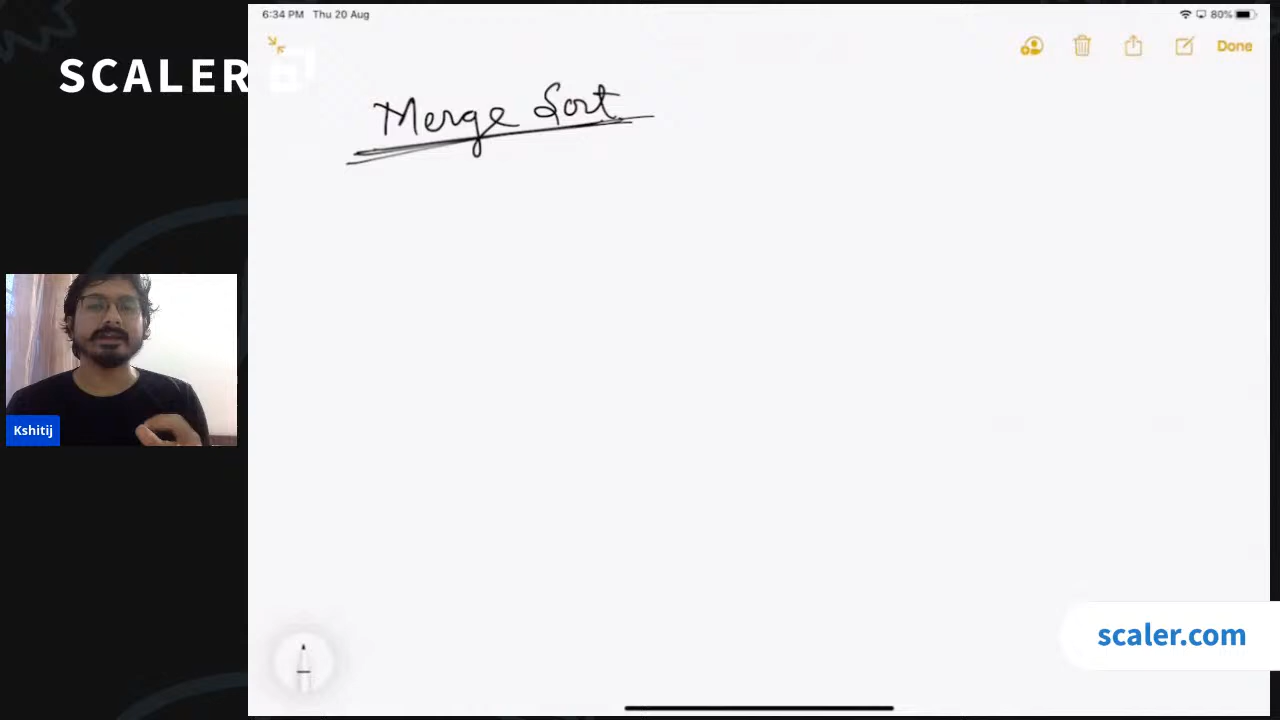 6:34 PM Thu 20 Aug
80%
Done
SCALER
Merge Sort
Kshitij
scaler.com